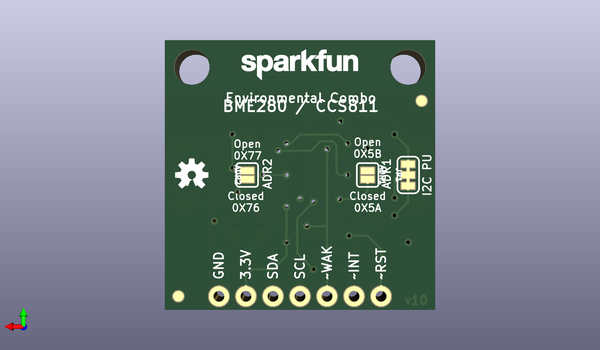 sparkfun
Environmental Combo
BME280 / CCS811
Open
0X77
ADR2
Closed
0X76
Open
0X5B
ADR1
Closed
0X5A
I2C PU
GND
3.3V
SDA
SCL
~WAK
~INT
~RST
v10